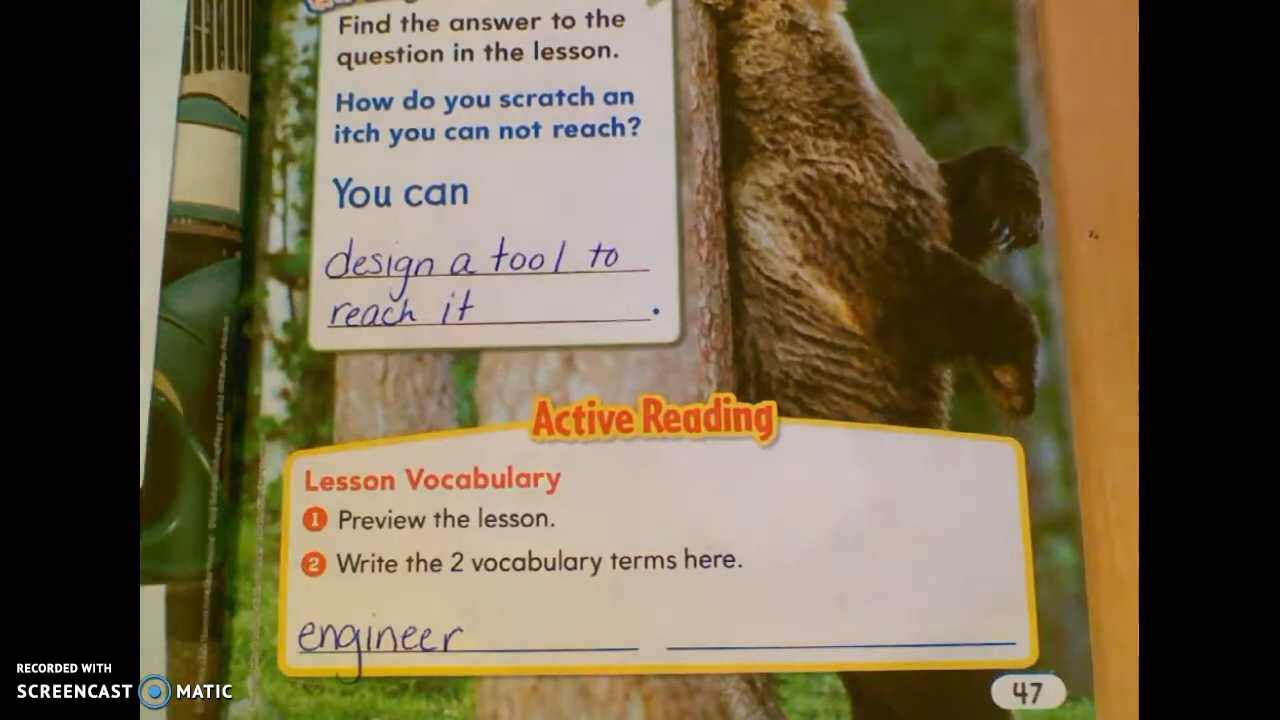 Find the answer to the
question in the lesson.
How do you scratch an
itch you can not reach?
You can
design a tool to
reach it .
Active Reading
Lesson Vocabulary
1 Preview the lesson.
2 Write the 2 vocabulary terms here.
engineer
47
RECORDED WITH
SCREENCAST MATIC